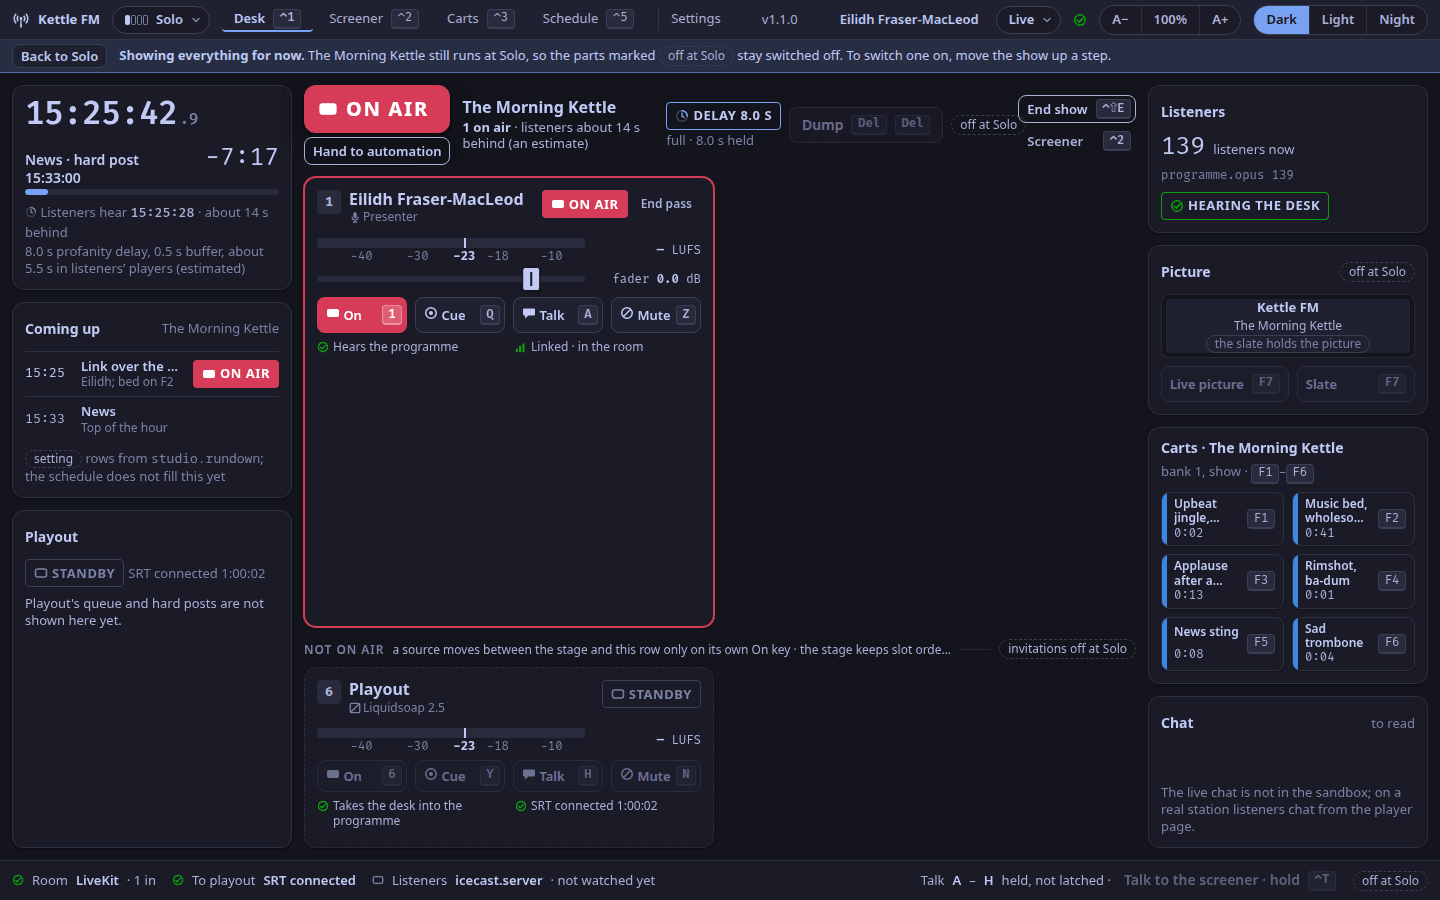 Kettle FM
Solo
Desk ^1
Screener ^2
Carts ^3
Schedule ^5
Settings
v1.1.0
Eilidh Fraser-MacLeod
Live
A−
100%
A+
Dark
Light
Night
Back to Solo
Showing everything for now. The Morning Kettle still runs at Solo, so the parts marked off at Solo stay switched off. To switch one on, move the show up a step.
15:25:42.9
News · hard post
15:33:00
−7:17
Listeners hear 15:25:28 · about 14 s
behind
8.0 s profanity delay, 0.5 s buffer, about
5.5 s in listeners’ players (estimated)
Coming up
The Morning Kettle
15:25
Link over the ...
Eilidh; bed on F2
ON AIR
15:33
News
Top of the hour
setting rows from studio.rundown;
the schedule does not fill this yet
Playout
STANDBY
SRT connected 1:00:02
Playout's queue and hard posts are not
shown here yet.
ON AIR
Hand to automation
The Morning Kettle
1 on air · listeners about 14 s
behind (an estimate)
DELAY 8.0 S
full · 8.0 s held
Dump Del Del
off at Solo
End show ^⇧E
Screener ^2
1
Eilidh Fraser-MacLeod
Presenter
ON AIR
End pass
-40 -30 -23 -18 -10
– LUFS
fader 0.0 dB
On 1
Cue Q
Talk A
Mute Z
Hears the programme
Linked · in the room
NOT ON AIR
a source moves between the stage and this row only on its own On key · the stage keeps slot orde...
invitations off at Solo
6
Playout
Liquidsoap 2.5
STANDBY
-40 -30 -23 -18 -10
– LUFS
On 6
Cue Y
Talk H
Mute N
Takes the desk into the
programme
SRT connected 1:00:02
Listeners
139 listeners now
programme.opus 139
HEARING THE DESK
Picture
off at Solo
Kettle FM
The Morning Kettle
the slate holds the picture
Live picture F7
Slate F7
Carts · The Morning Kettle
bank 1, show · F1–F6
Upbeat
jingle,...
0:02
F1
Music bed,
wholeso...
0:41
F2
Applause
after a...
0:13
F3
Rimshot,
ba-dum
0:01
F4
News sting
0:08
F5
Sad
trombone
0:04
F6
Chat
to read
The live chat is not in the sandbox; on a
real station listeners chat from the player
page.
Room LiveKit · 1 in
To playout SRT connected
Listeners icecast.server · not watched yet
Talk A – H held, not latched ·
Talk to the screener · hold ^T
off at Solo